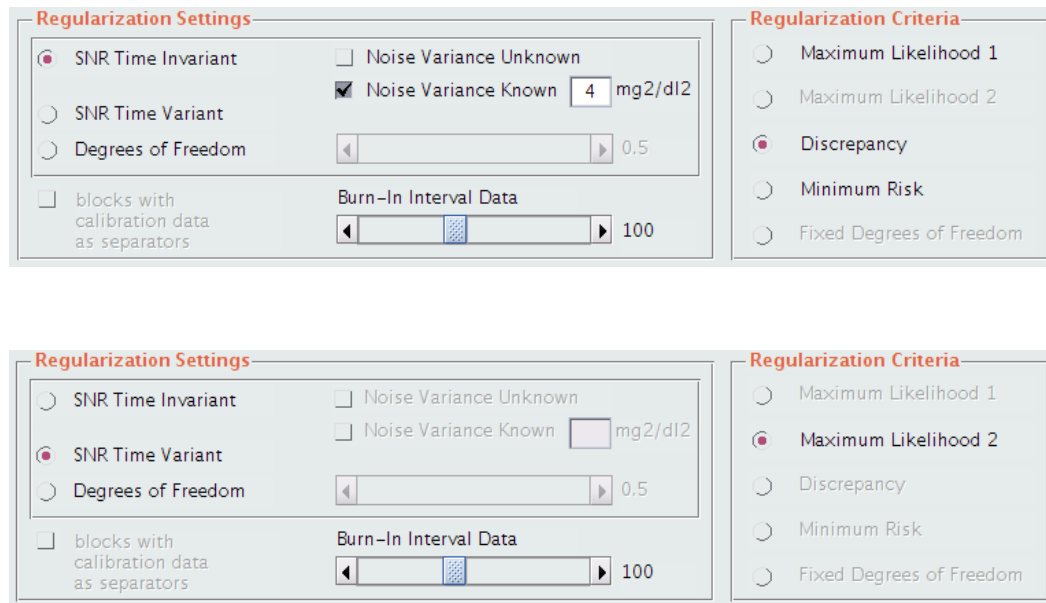 Regularization Settings
SNR Time Invariant
Noise Variance Unknown
Noise Variance Known 4 mg2/dl2
SNR Time Variant
Degrees of Freedom
0.5
blocks with
calibration data
as separators
Burn-In Interval Data
100
Regularization Criteria
Maximum Likelihood 1
Maximum Likelihood 2
Discrepancy
Minimum Risk
Fixed Degrees of Freedom
Regularization Settings
SNR Time Invariant
Noise Variance Unknown
Noise Variance Known mg2/dl2
SNR Time Variant
Degrees of Freedom
0.5
blocks with
calibration data
as separators
Burn-In Interval Data
100
Regularization Criteria
Maximum Likelihood 1
Maximum Likelihood 2
Discrepancy
Minimum Risk
Fixed Degrees of Freedom